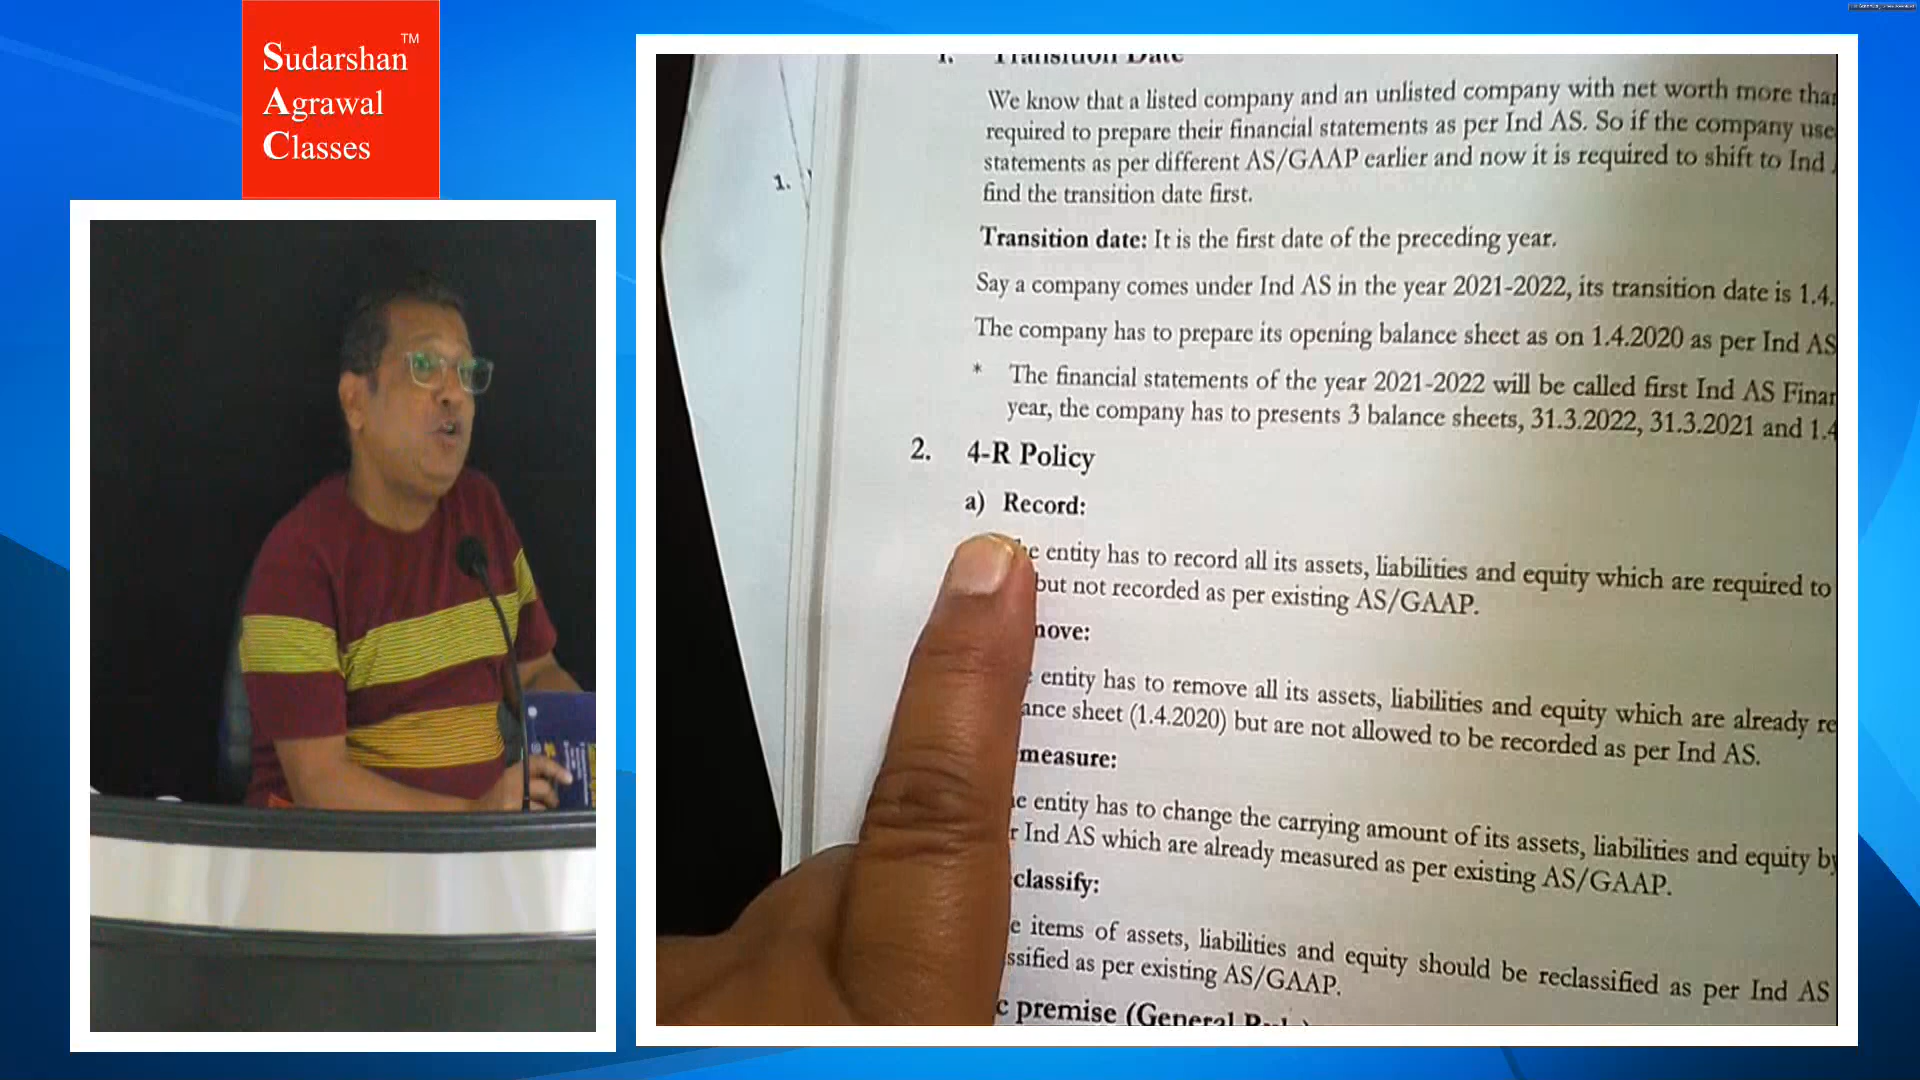 Sudarshan TM
Agrawal
Classes
1.
1. Transition Date
We know that a listed company and an unlisted company with net worth more than
required to prepare their financial statements as per Ind AS. So if the company use
statements as per different AS/GAAP earlier and now it is required to shift to Ind
find the transition date first.
Transition date: It is the first date of the preceding year.
Say a company comes under Ind AS in the year 2021-2022, its transition date is 1.4.
The company has to prepare its opening balance sheet as on 1.4.2020 as per Ind AS
* The financial statements of the year 2021-2022 will be called first Ind AS Finan
year, the company has to presents 3 balance sheets, 31.3.2022, 31.3.2021 and 1.4
2. 4-R Policy
a) Record:
he entity has to record all its assets, liabilities and equity which are required to
but not recorded as per existing AS/GAAP.
move:
entity has to remove all its assets, liabilities and equity which are already re
ance sheet (1.4.2020) but are not allowed to be recorded as per Ind AS.
measure:
he entity has to change the carrying amount of its assets, liabilities and equity by
r Ind AS which are already measured as per existing AS/GAAP.
classify:
e items of assets, liabilities and equity should be reclassified as per Ind AS
ssified as per existing AS/GAAP.
c premise (General Rule)